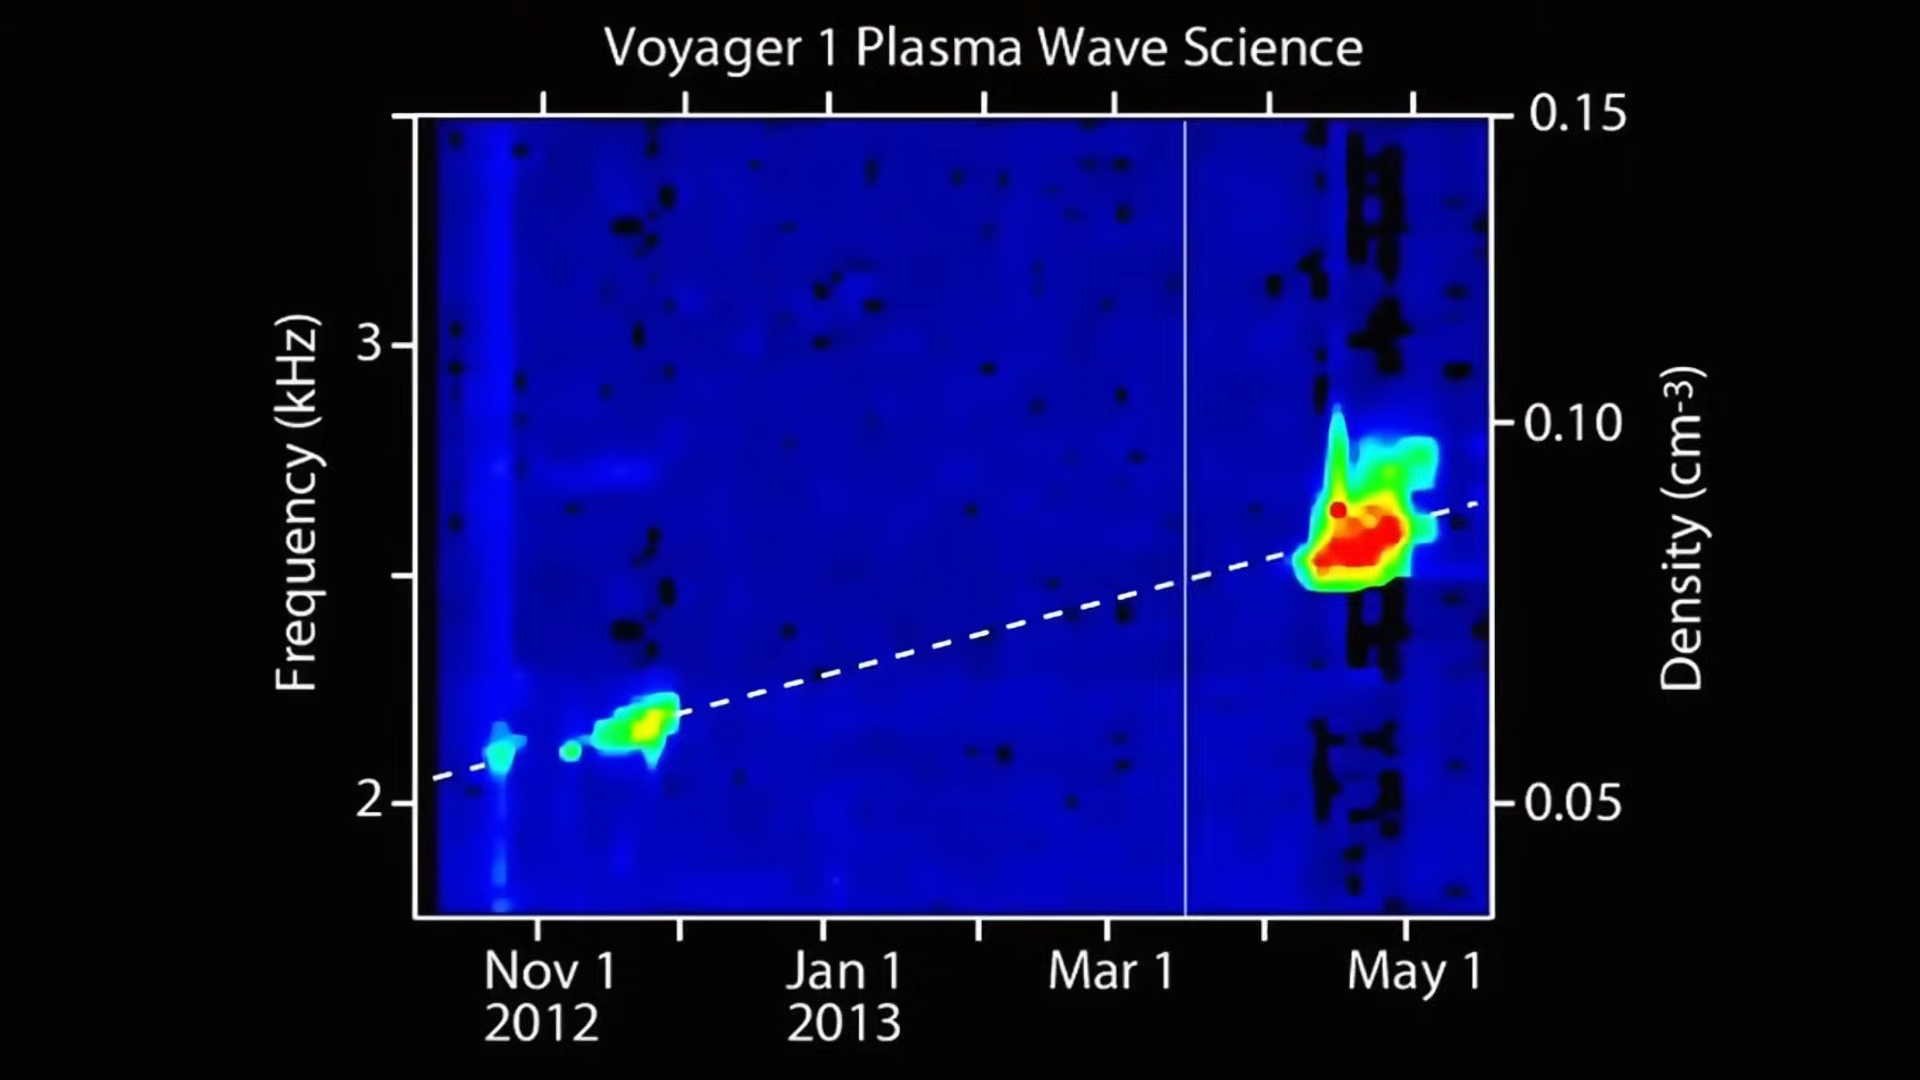 Voyager 1 Plasma Wave Science
Frequency (kHz)
3
2
0.15
0.10
0.05
Density (cm-3)
Nov 1
2012
Jan 1
2013
Mar 1
May 1